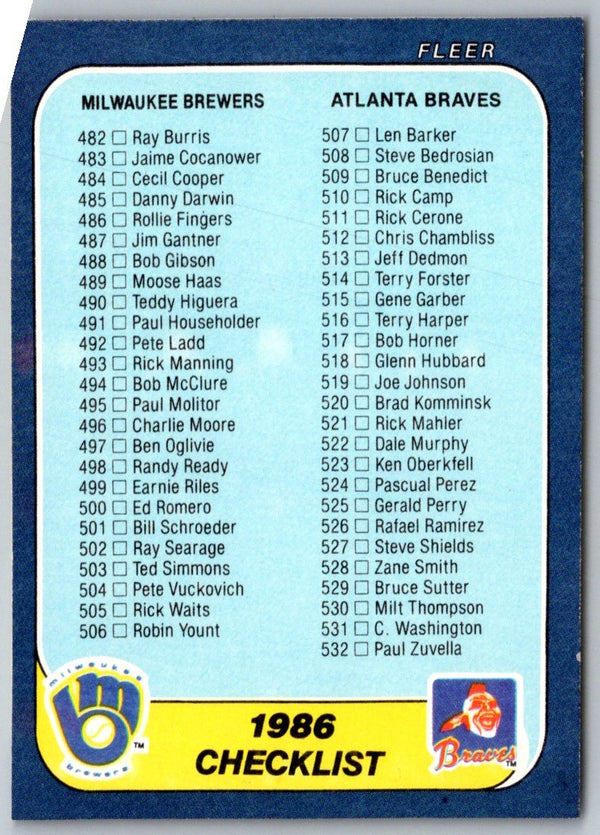 FLEER
MILWAUKEE BREWERS
482 □ Ray Burris
483 □ Jaime Cocanower
484 □ Cecil Cooper
485 □ Danny Darwin
486 □ Rollie Fingers
487 □ Jim Gantner
488 □ Bob Gibson
489 □ Moose Haas
490 □ Teddy Higuera
491 □ Paul Householder
492 □ Pete Ladd
493 □ Rick Manning
494 □ Bob McClure
495 □ Paul Molitor
496 □ Charlie Moore
497 □ Ben Oglivie
498 □ Randy Ready
499 □ Earnie Riles
500 □ Ed Romero
501 □ Bill Schroeder
502 □ Ray Searage
503 □ Ted Simmons
504 □ Pete Vuckovich
505 □ Rick Waits
506 □ Robin Yount
ATLANTA BRAVES
507 □ Len Barker
508 □ Steve Bedrosian
509 □ Bruce Benedict
510 □ Rick Camp
511 □ Rick Cerone
512 □ Chris Chambliss
513 □ Jeff Dedmon
514 □ Terry Forster
515 □ Gene Garber
516 □ Terry Harper
517 □ Bob Horner
518 □ Glenn Hubbard
519 □ Joe Johnson
520 □ Brad Komminsk
521 □ Rick Mahler
522 □ Dale Murphy
523 □ Ken Oberkfell
524 □ Pascual Perez
525 □ Gerald Perry
526 □ Rafael Ramirez
527 □ Steve Shields
528 □ Zane Smith
529 □ Bruce Sutter
530 □ Milt Thompson
531 □ C. Washington
532 □ Paul Zuvella
milwaukee
mb
brewers
TM
1986
CHECKLIST
Braves
TM